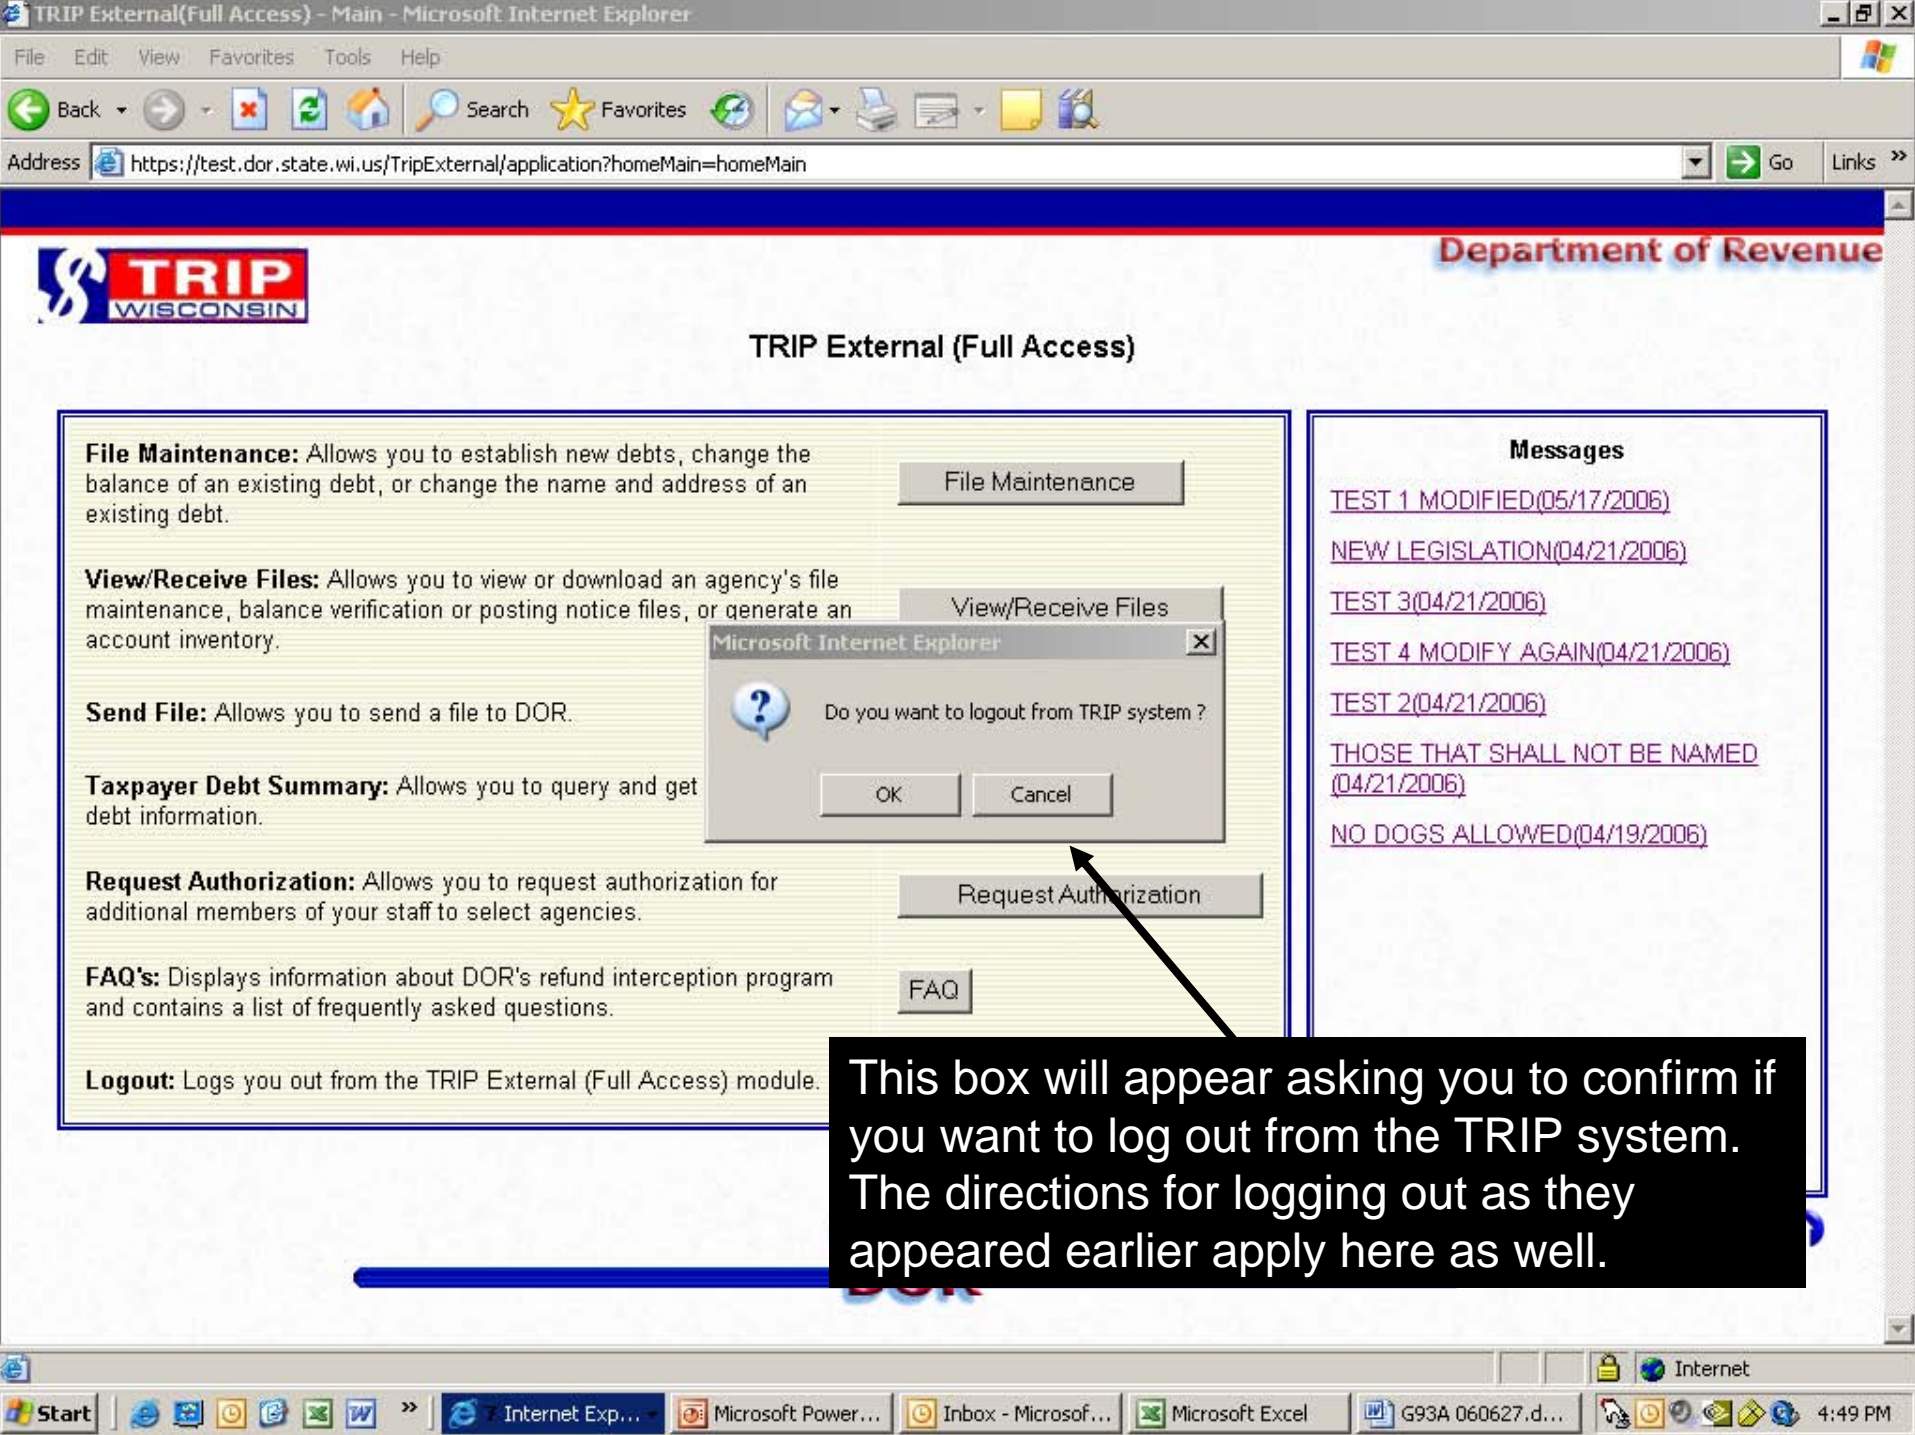 TRIP External(Full Access) - Main - Microsoft Internet Explorer
File Edit View Favorites Tools Help
Back Search Favorites
Address https://test.dor.state.wi.us/TripExternal/application?homeMain=homeMain Go Links »
TRIP
WISCONSIN
Department of Revenue
TRIP External (Full Access)
File Maintenance: Allows you to establish new debts, change the
balance of an existing debt, or change the name and address of an
existing debt.
File Maintenance
View/Receive Files: Allows you to view or download an agency's file
maintenance, balance verification or posting notice files, or generate an
account inventory.
View/Receive Files
Send File: Allows you to send a file to DOR.
Taxpayer Debt Summary: Allows you to query and get
debt information.
Microsoft Internet Explorer
Do you want to logout from TRIP system ?
OK Cancel
Request Authorization: Allows you to request authorization for
additional members of your staff to select agencies.
Request Authorization
FAQ's: Displays information about DOR's refund interception program
and contains a list of frequently asked questions.
FAQ
Logout: Logs you out from the TRIP External (Full Access) module.
Messages
TEST 1 MODIFIED(05/17/2006)
NEW LEGISLATION(04/21/2006)
TEST 3(04/21/2006)
TEST 4 MODIFY AGAIN(04/21/2006)
TEST 2(04/21/2006)
THOSE THAT SHALL NOT BE NAMED
(04/21/2006)
NO DOGS ALLOWED(04/19/2006)
This box will appear asking you to confirm if
you want to log out from the TRIP system.
The directions for logging out as they
appeared earlier apply here as well.
DOR
Internet
Start » 7 Internet Exp... Microsoft Power... Inbox - Microsof... Microsoft Excel G93A 060627.d... 4:49 PM